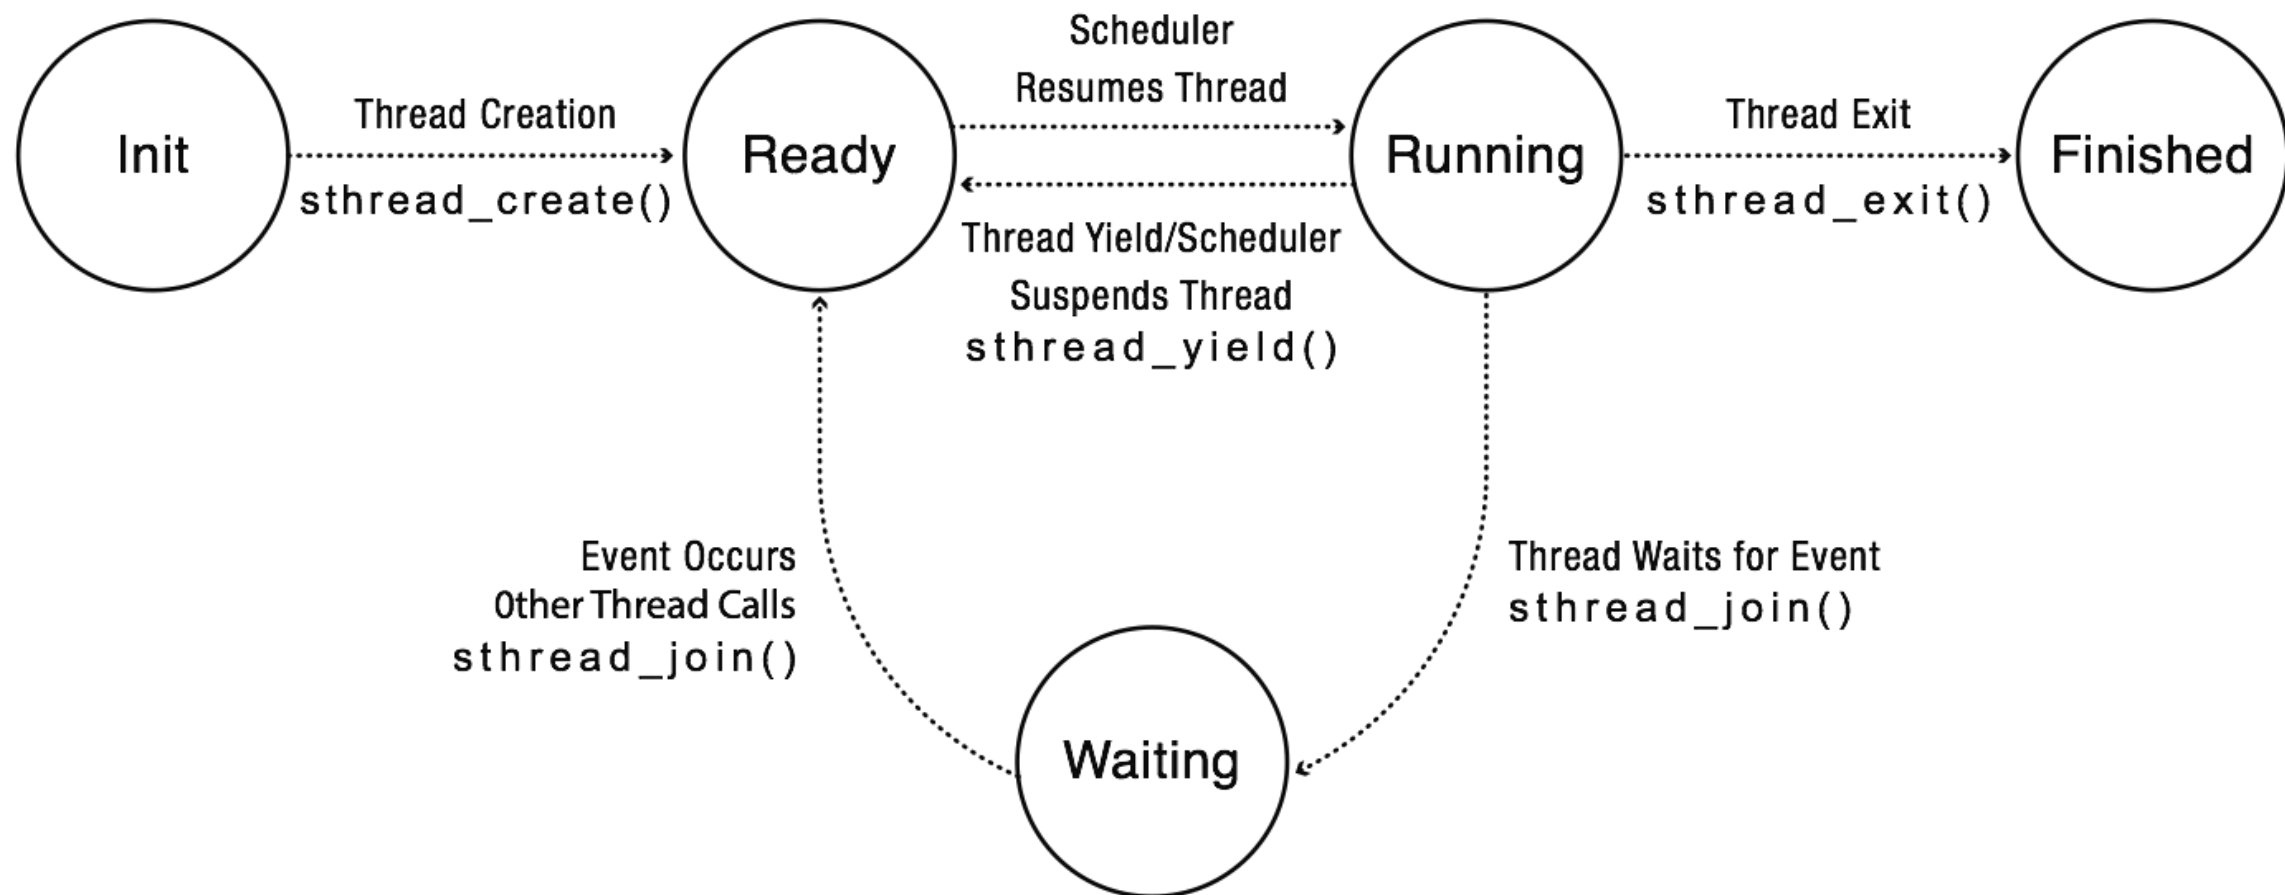 Init
Thread Creation
sthread_create()
Ready
Scheduler
Resumes Thread
Thread Yield/Scheduler
Suspends Thread
sthread_yield()
Running
Thread Exit
sthread_exit()
Finished
Event Occurs
Other Thread Calls
sthread_join()
Thread Waits for Event
sthread_join()
Waiting